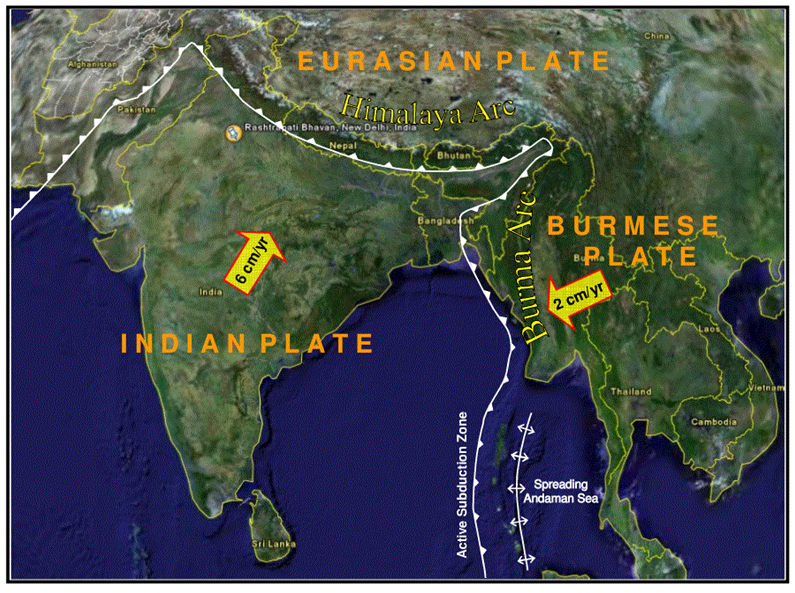 China
EURASIAN PLATE
Afghanistan
Himalaya Arc
Pakistan
Rashtrapati Bhavan, New Delhi, India
Nepal
Bhutan
Bangladesh
BURMESE
PLATE
Burma Arc
6 cm/yr
2 cm/yr
India
INDIAN PLATE
Laos
Thailand
Vietnam
Cambodia
Active Subduction Zone
Spreading
Andaman Sea
Sri Lanka